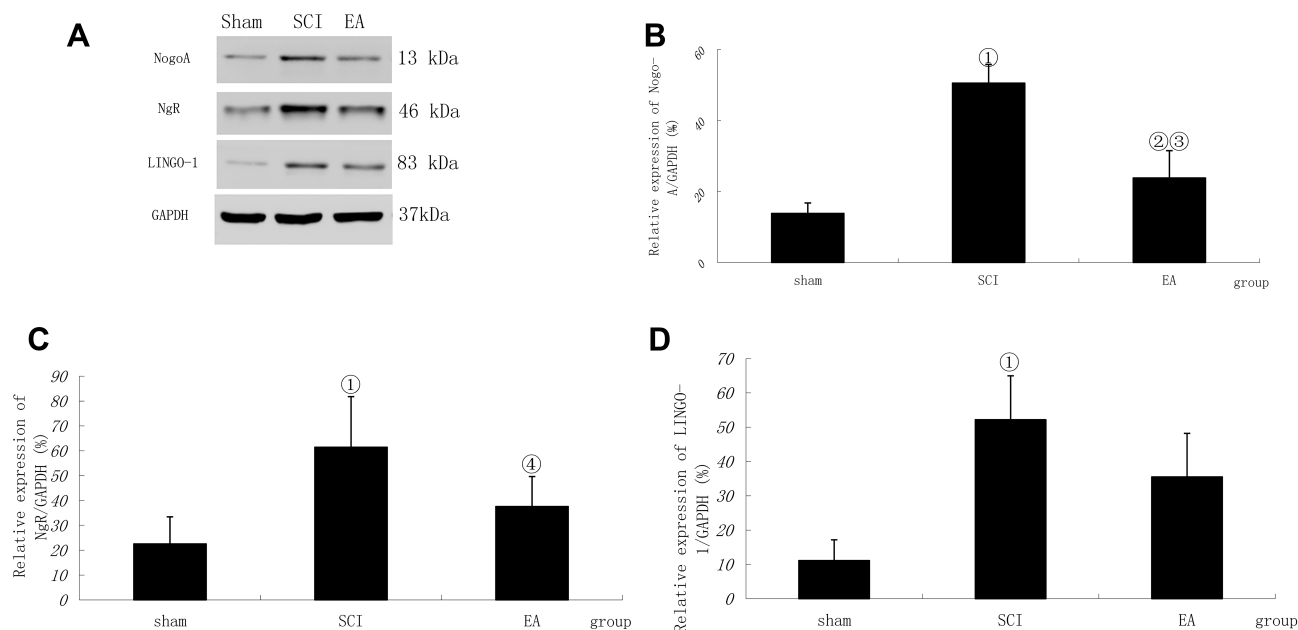 A
Sham SCI EA
NogoA 13 kDa
NgR 46 kDa
LINGO-1 83 kDa
GAPDH 37kDa
B
Relative expression of Nogo-
A/GAPDH (%)
60
40
20
0
①
②③
sham SCI EA group
C
Relative expression of
NgR/GAPDH (%)
90
80
70
60
50
40
30
20
10
0
①
④
sham SCI EA group
D
Relative expression of LINGO-
1/GAPDH (%)
70
60
50
40
30
20
10
0
①
sham SCI EA group